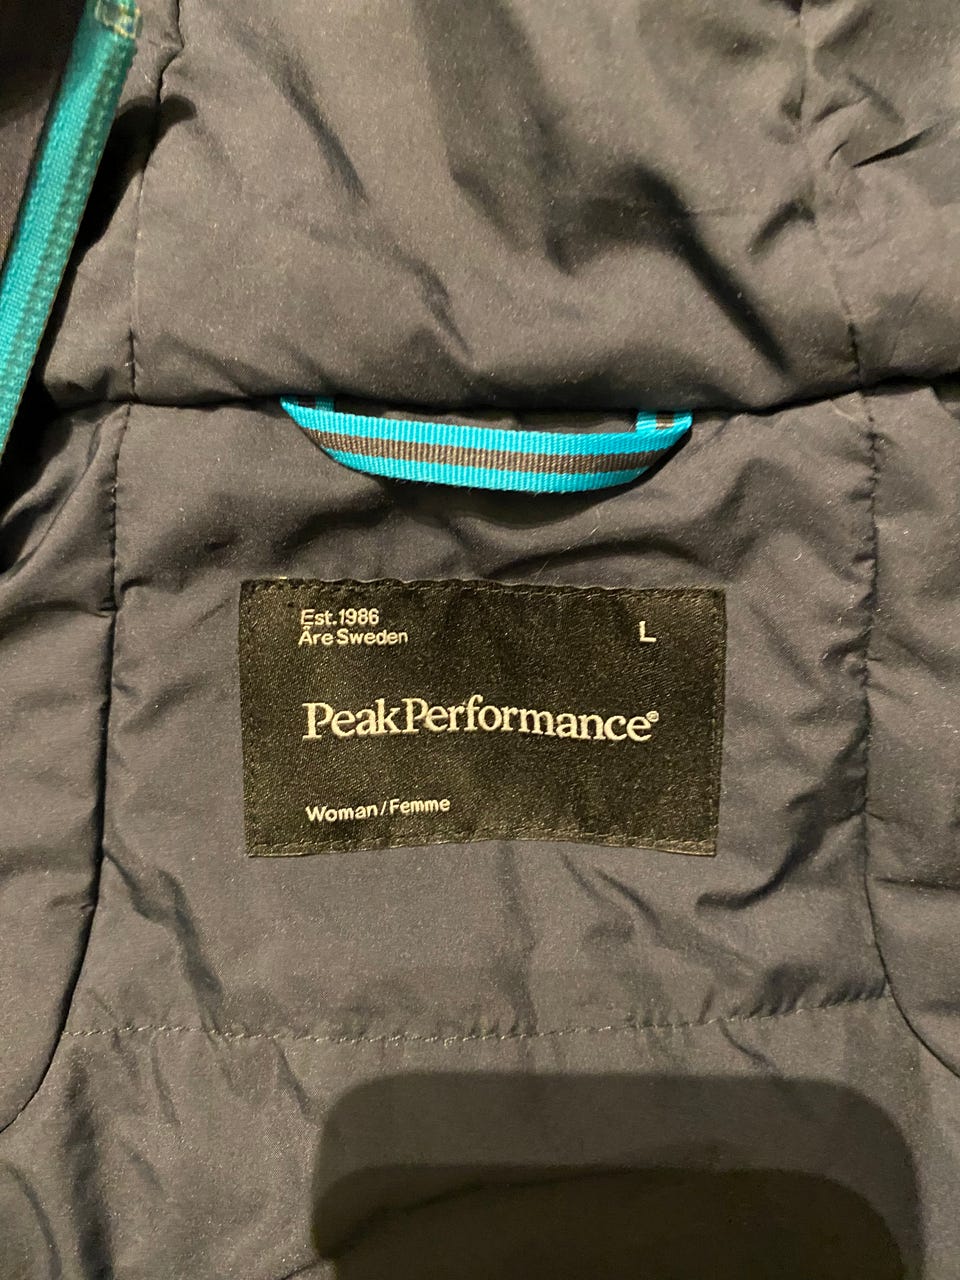 Est.1986
Åre Sweden
L
PeakPerformance®
Woman/Femme